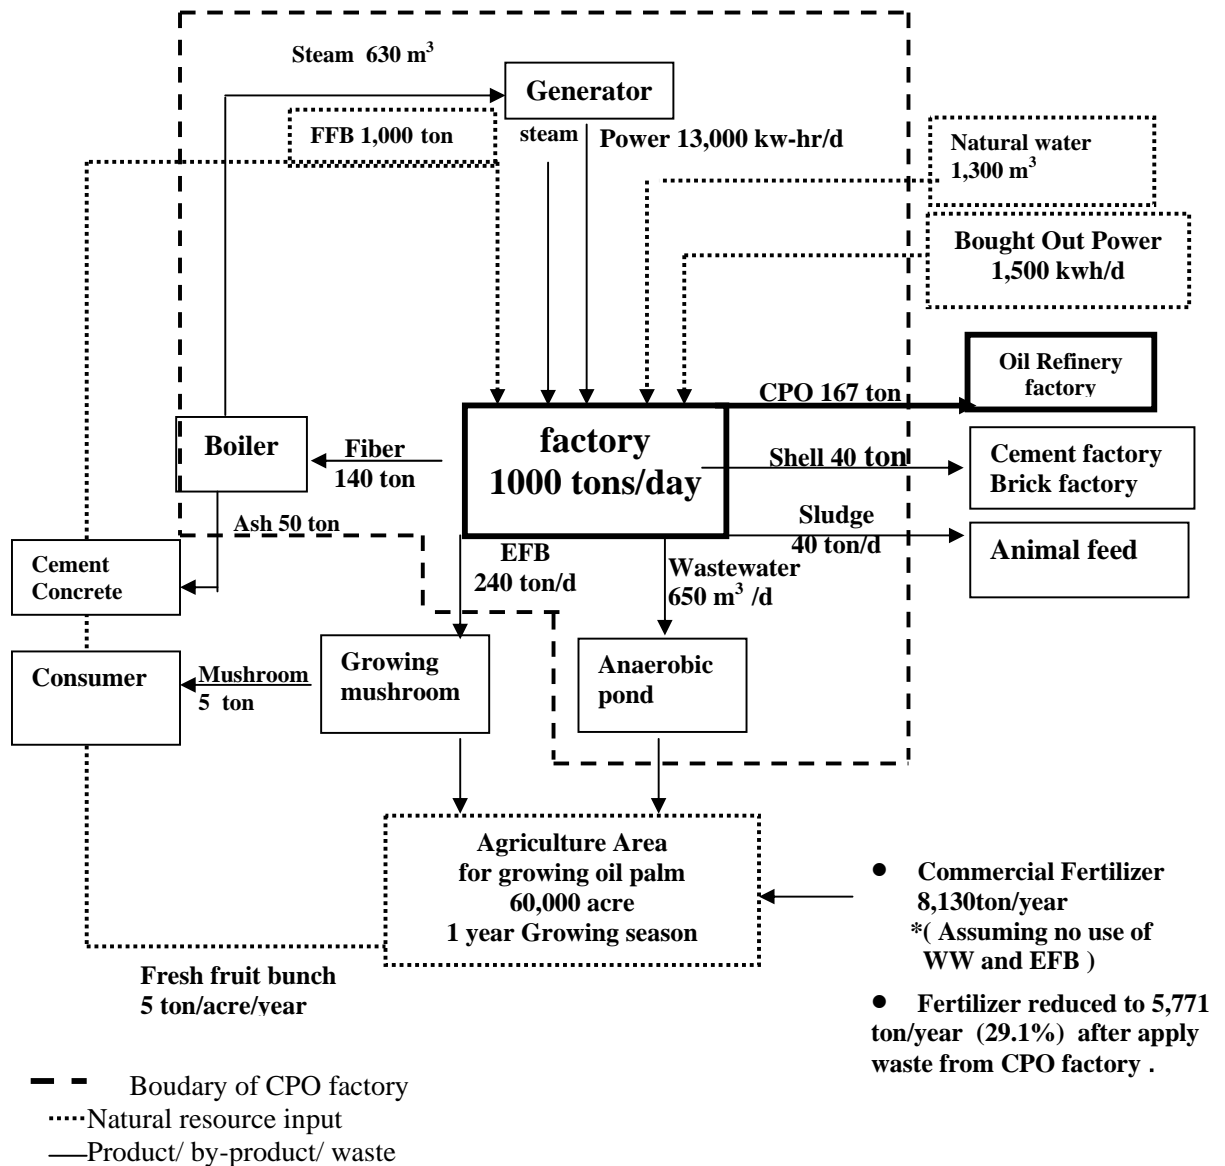 Steam 630 m³
Generator
FFB 1,000 ton
steam
Power 13,000 kw-hr/d
Natural water
1,300 m³
Bought Out Power
1,500 kwh/d
Oil Refinery
factory
CPO 167 ton
factory
1000 tons/day
Boiler
Fiber
140 ton
Shell 40 ton
Cement factory
Brick factory
Ash 50 ton
Sludge
40 ton/d
Animal feed
Cement
Concrete
EFB
240 ton/d
Wastewater
650 m³ /d
Consumer
Mushroom
5 ton
Growing
mushroom
Anaerobic
pond
Agriculture Area
for growing oil palm
60,000 acre
1 year Growing season
● Commercial Fertilizer
8,130ton/year
*( Assuming no use of
WW and EFB )
● Fertilizer reduced to 5,771
ton/year (29.1%) after apply
waste from CPO factory .
Fresh fruit bunch
5 ton/acre/year
Boudary of CPO factory
Natural resource input
Product/ by-product/ waste